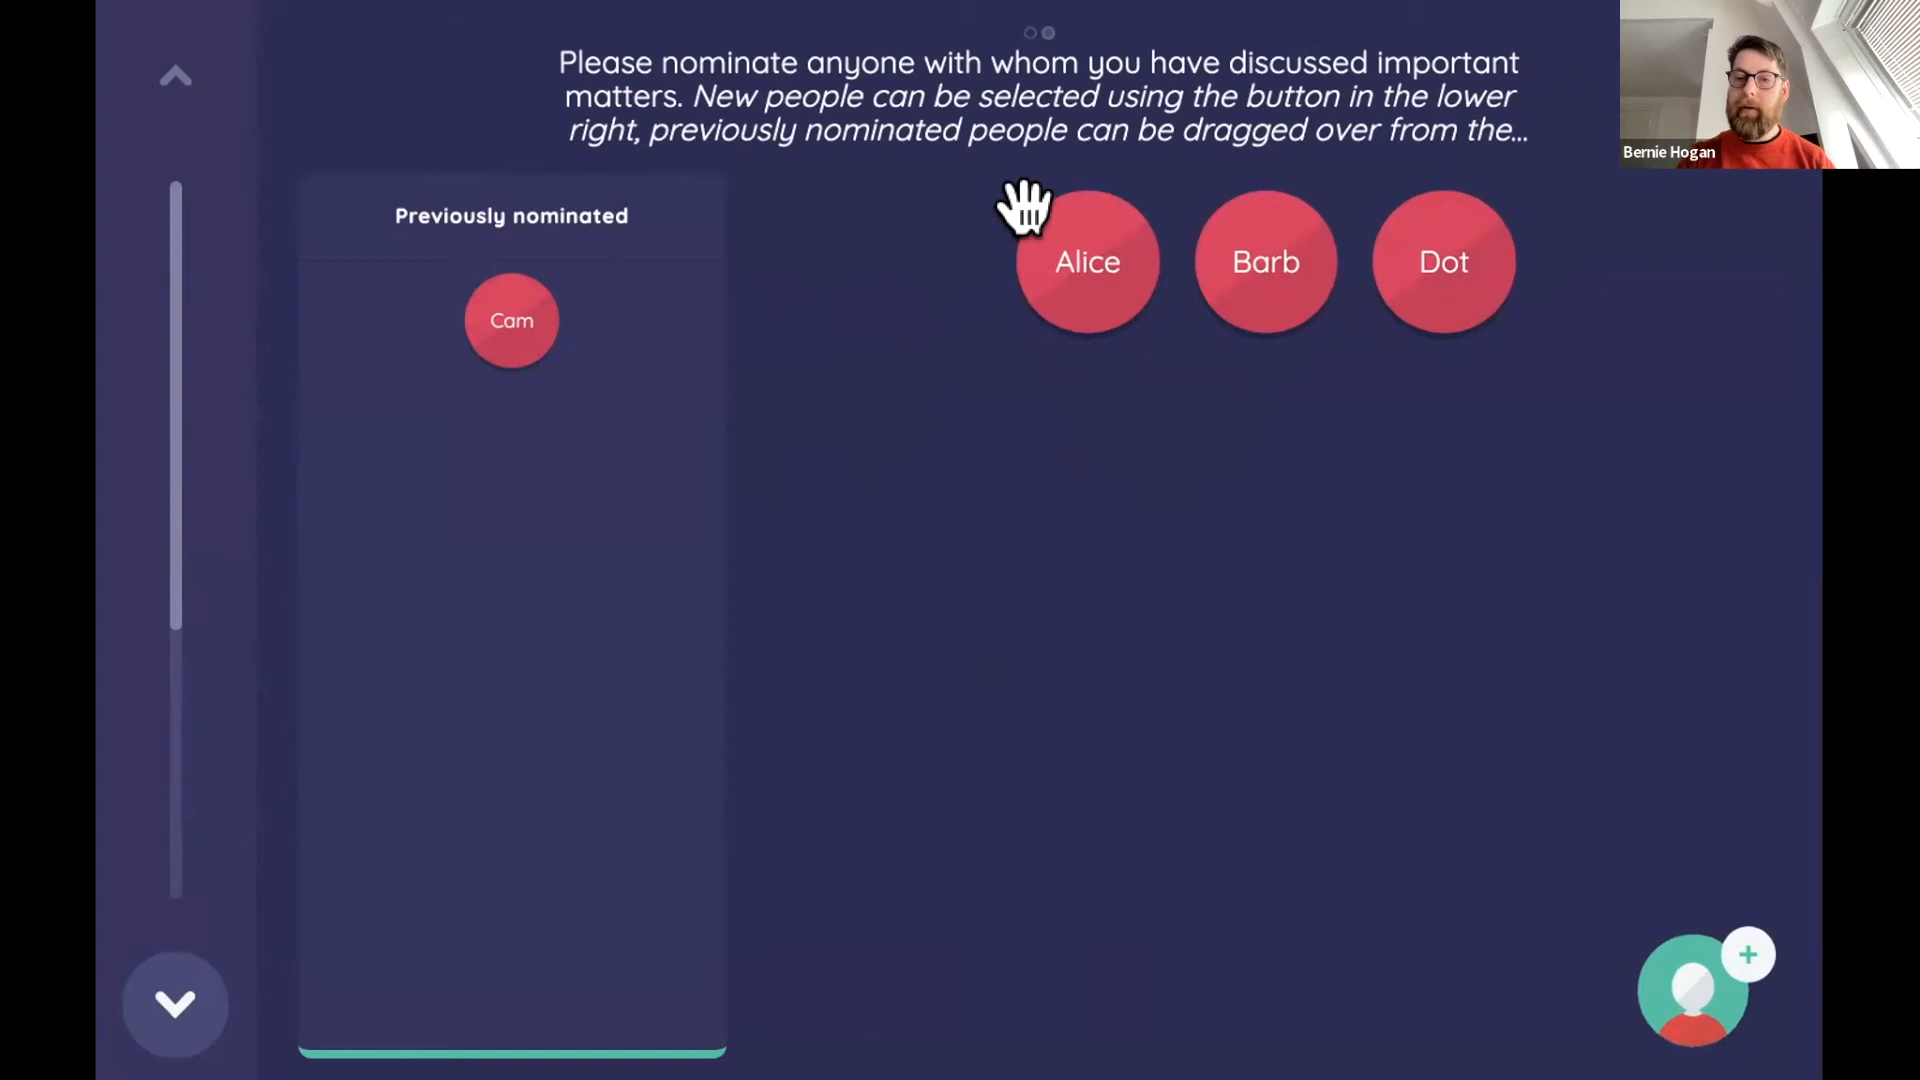 Please nominate anyone with whom you have discussed important
matters. New people can be selected using the button in the lower
right, previously nominated people can be dragged over from the...
Bernie Hogan
Previously nominated
Alice
Barb
Dot
Cam